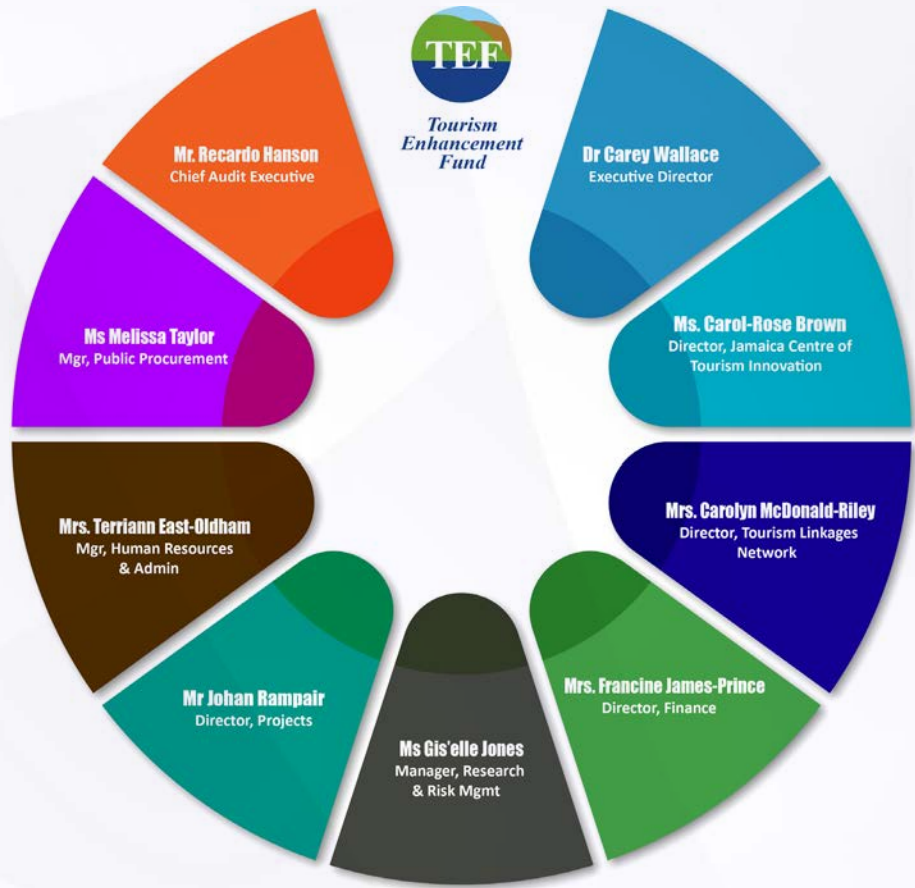 TEF
Tourism
Enhancement
Fund
Dr Carey Wallace
Executive Director
Ms. Carol-Rose Brown
Director, Jamaica Centre of
Tourism Innovation
Mrs. Carolyn McDonald-Riley
Director, Tourism Linkages
Network
Mrs. Francine James-Prince
Director, Finance
Ms Gis'elle Jones
Manager, Research
& Risk Mgmt
Mr Johan Rampair
Director, Projects
Mrs. Terriann East-Oldham
Mgr, Human Resources
& Admin
Ms Melissa Taylor
Mgr, Public Procurement
Mr. Recardo Hanson
Chief Audit Executive